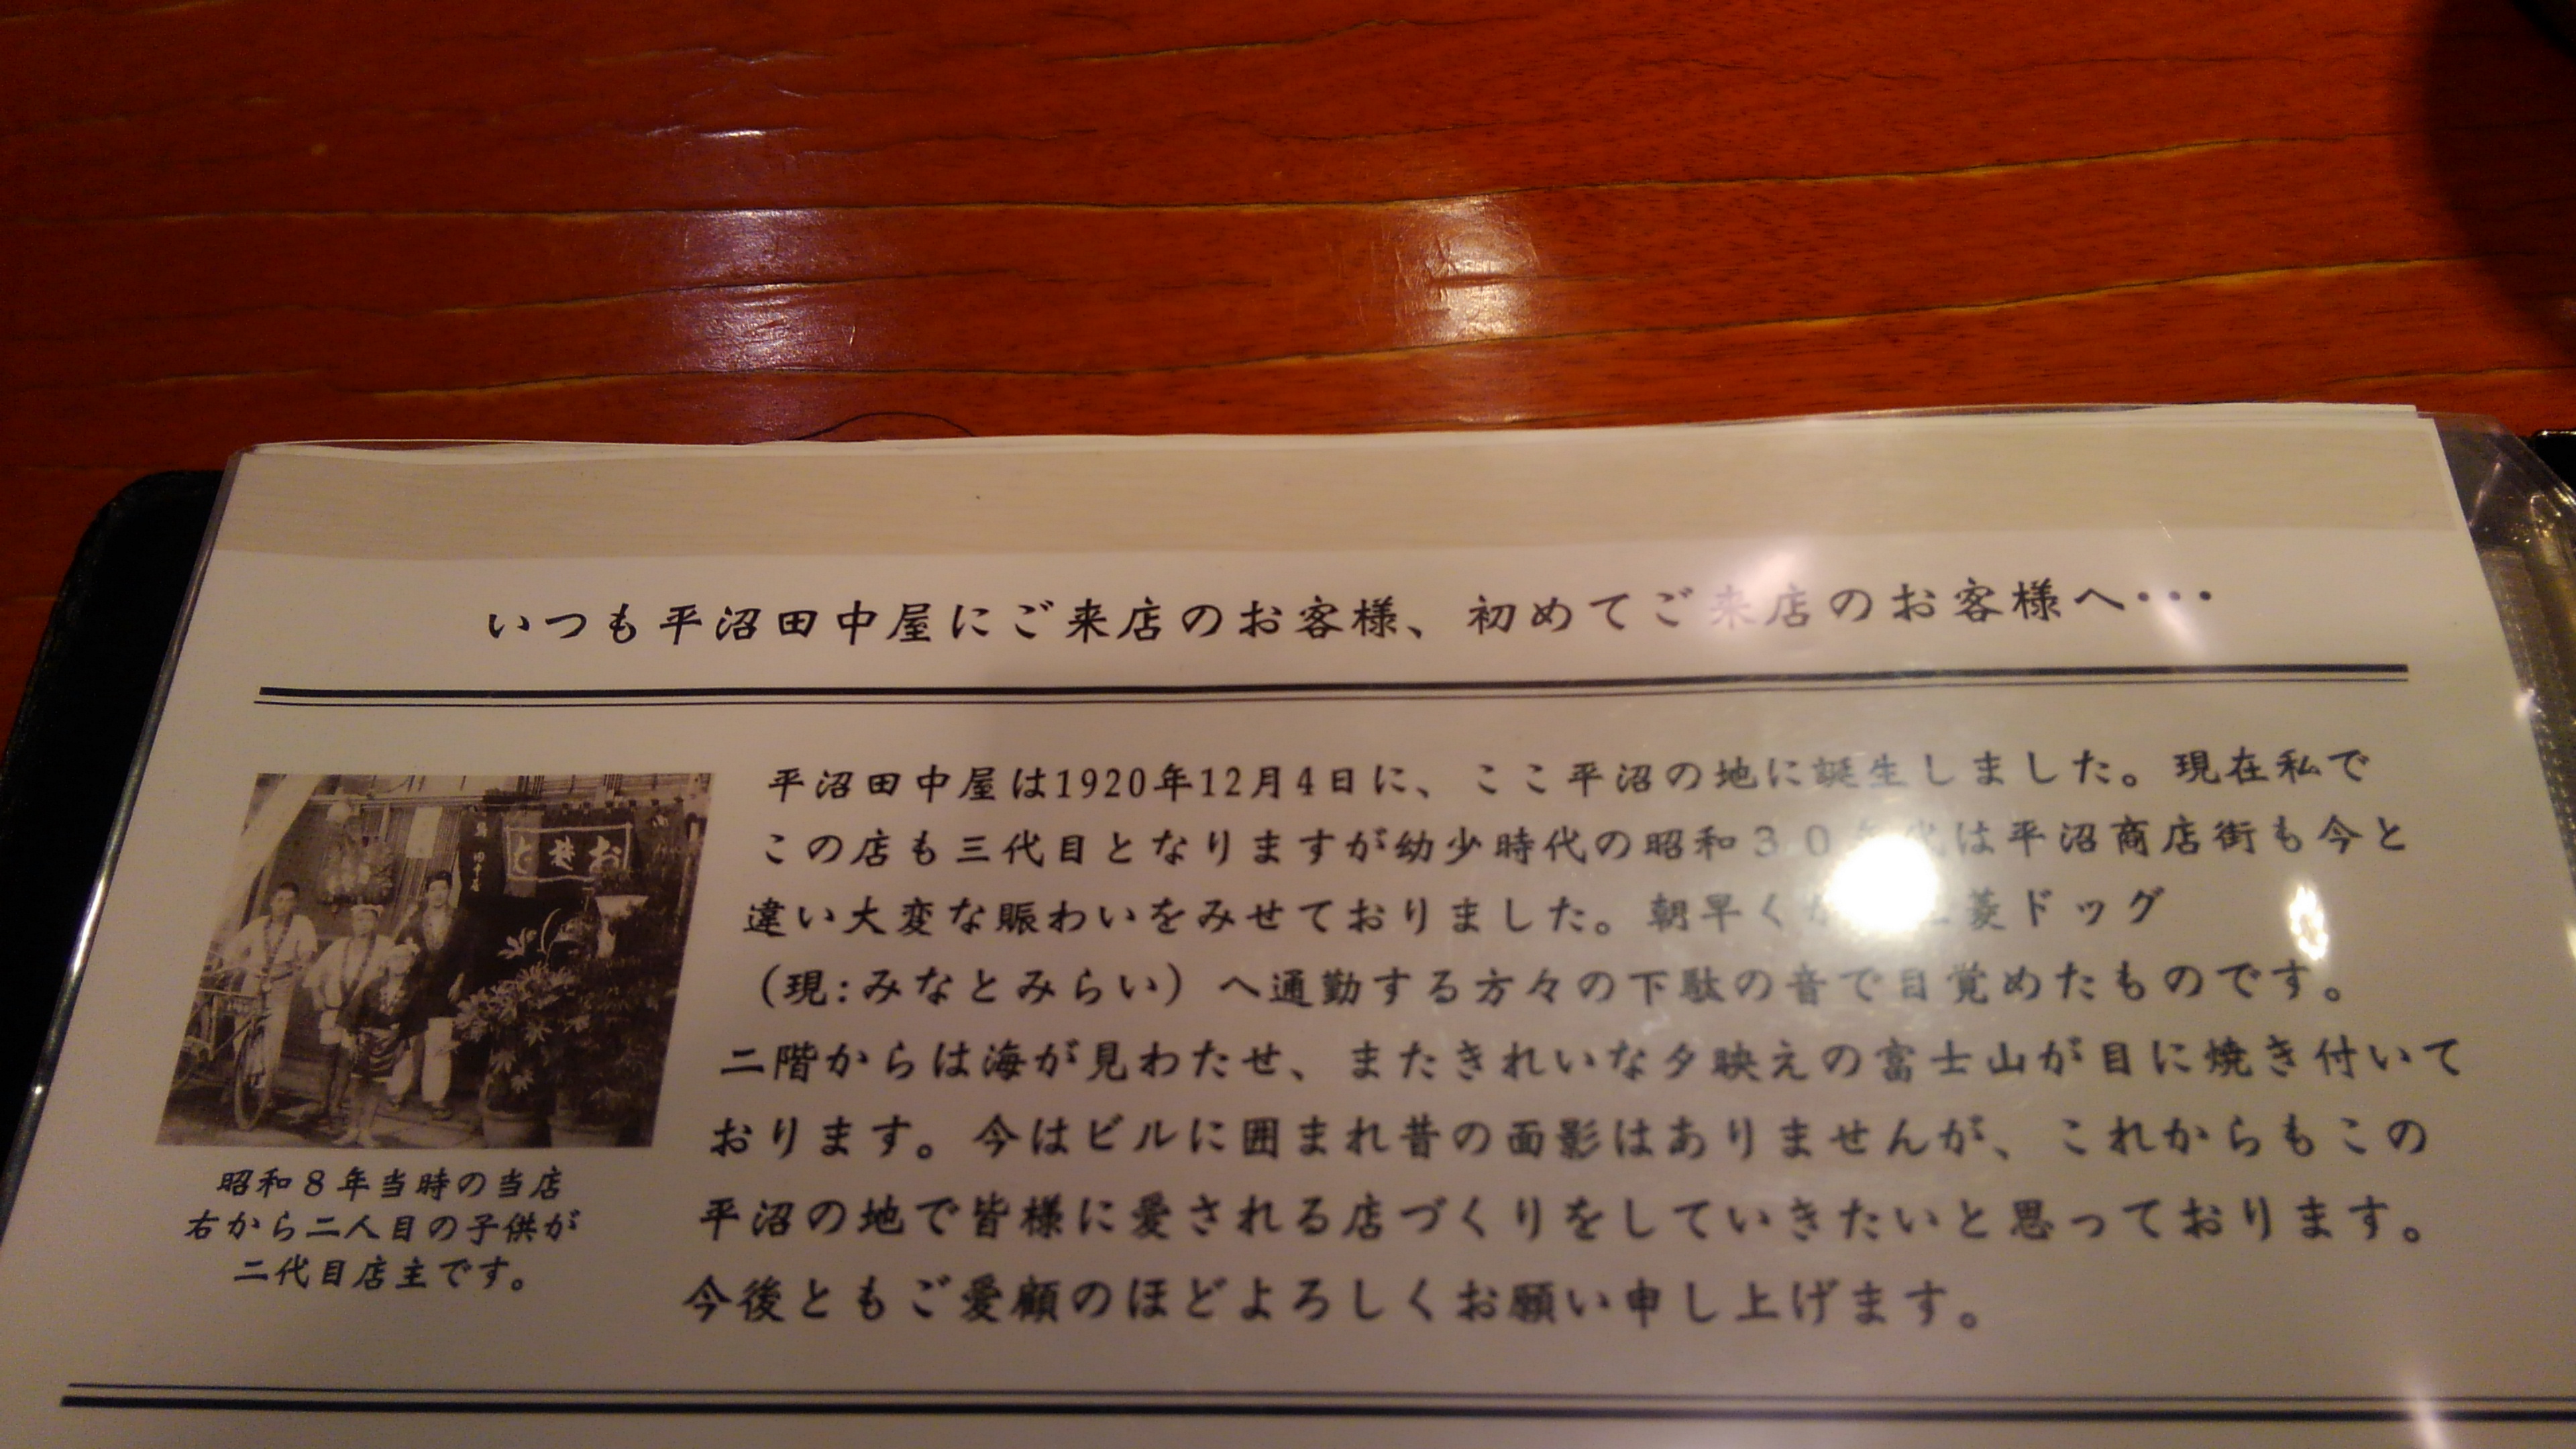 いつも平沼田中屋にご来店のお客様、初めてご来店のお客様へ・・・
平沼田中屋は1920年12月4日に、ここ平沼の地に誕生しました。現在私で
この店も三代目となりますが幼少時代の昭和３０年代は平沼商店街も今と
違い大変な賑わいをみせておりました。朝早く菱ドッグ
（現：みなとみらい）へ通勤する方々の下駄の音で目覚めたものです。
二階からは海が見わたせ、またきれいな夕映えの富士山が目に焼き付いて
おります。今はビルに囲まれ昔の面影はありませんが、これからもこの
平沼の地で皆様に愛される店づくりをしていきたいと思っております。
今後ともご愛顧のほどよろしくお願い申し上げます。
昭和８年当時の当店
右から二人目の子供が
二代目店主です。